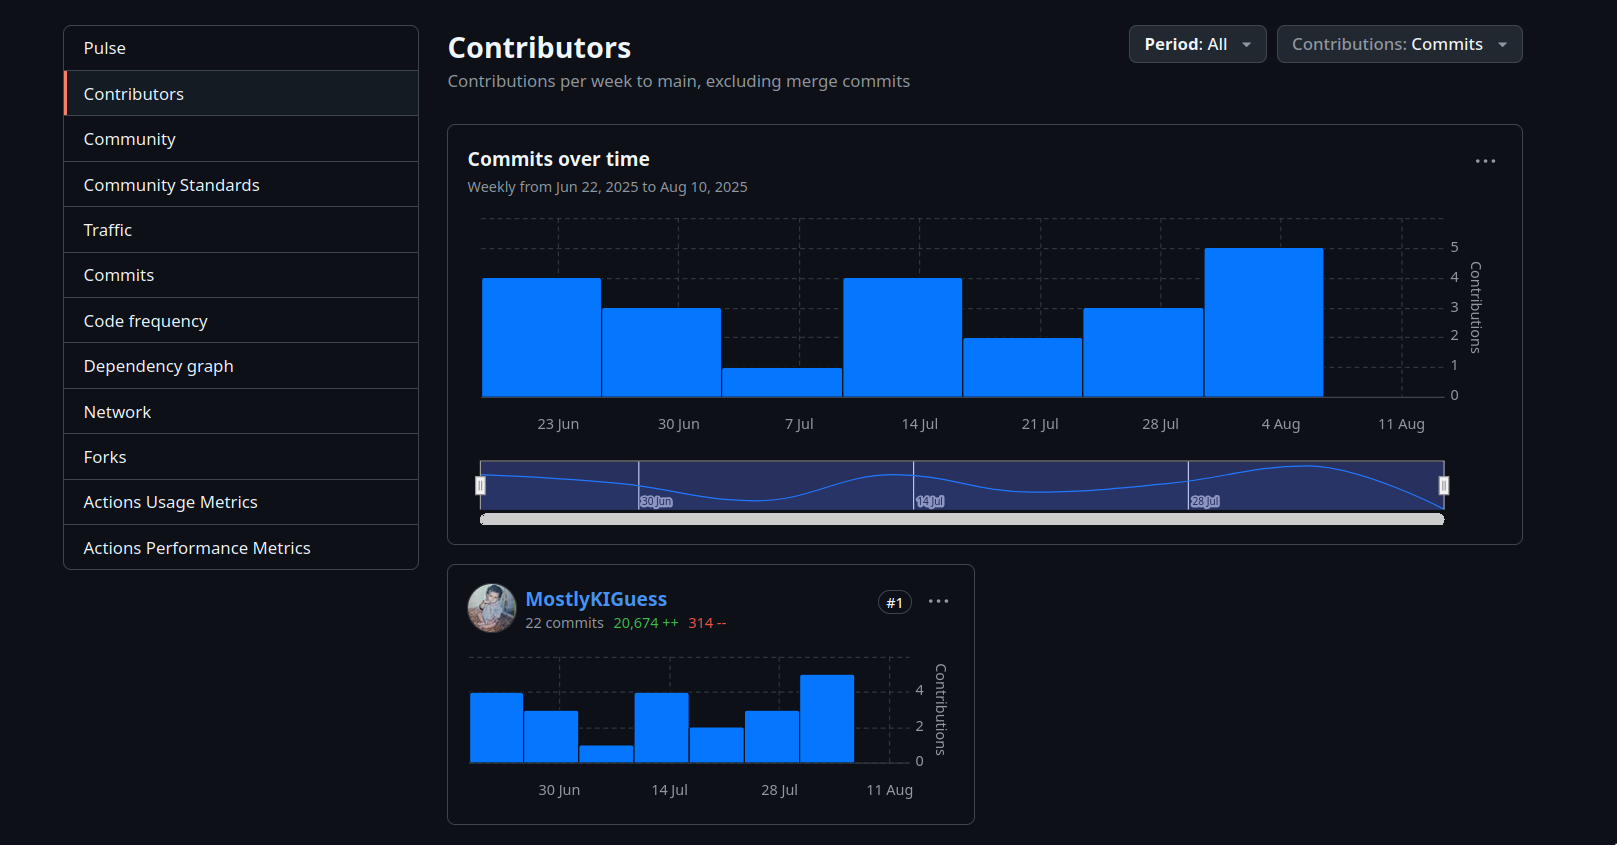 Pulse
Contributors
Community
Community Standards
Traffic
Commits
Code frequency
Dependency graph
Network
Forks
Actions Usage Metrics
Actions Performance Metrics
Contributors
Contributions per week to main, excluding merge commits
Period: All
Contributions: Commits
Commits over time
Weekly from Jun 22, 2025 to Aug 10, 2025
5
4
3
2
1
0
Contributions
23 Jun 30 Jun 7 Jul 14 Jul 21 Jul 28 Jul 4 Aug 11 Aug
30 Jun 14 Jul 28 Jul
MostlyKIGuess
#1
22 commits 20,674 ++ 314 --
4
2
0
Contributions
30 Jun 14 Jul 28 Jul 11 Aug